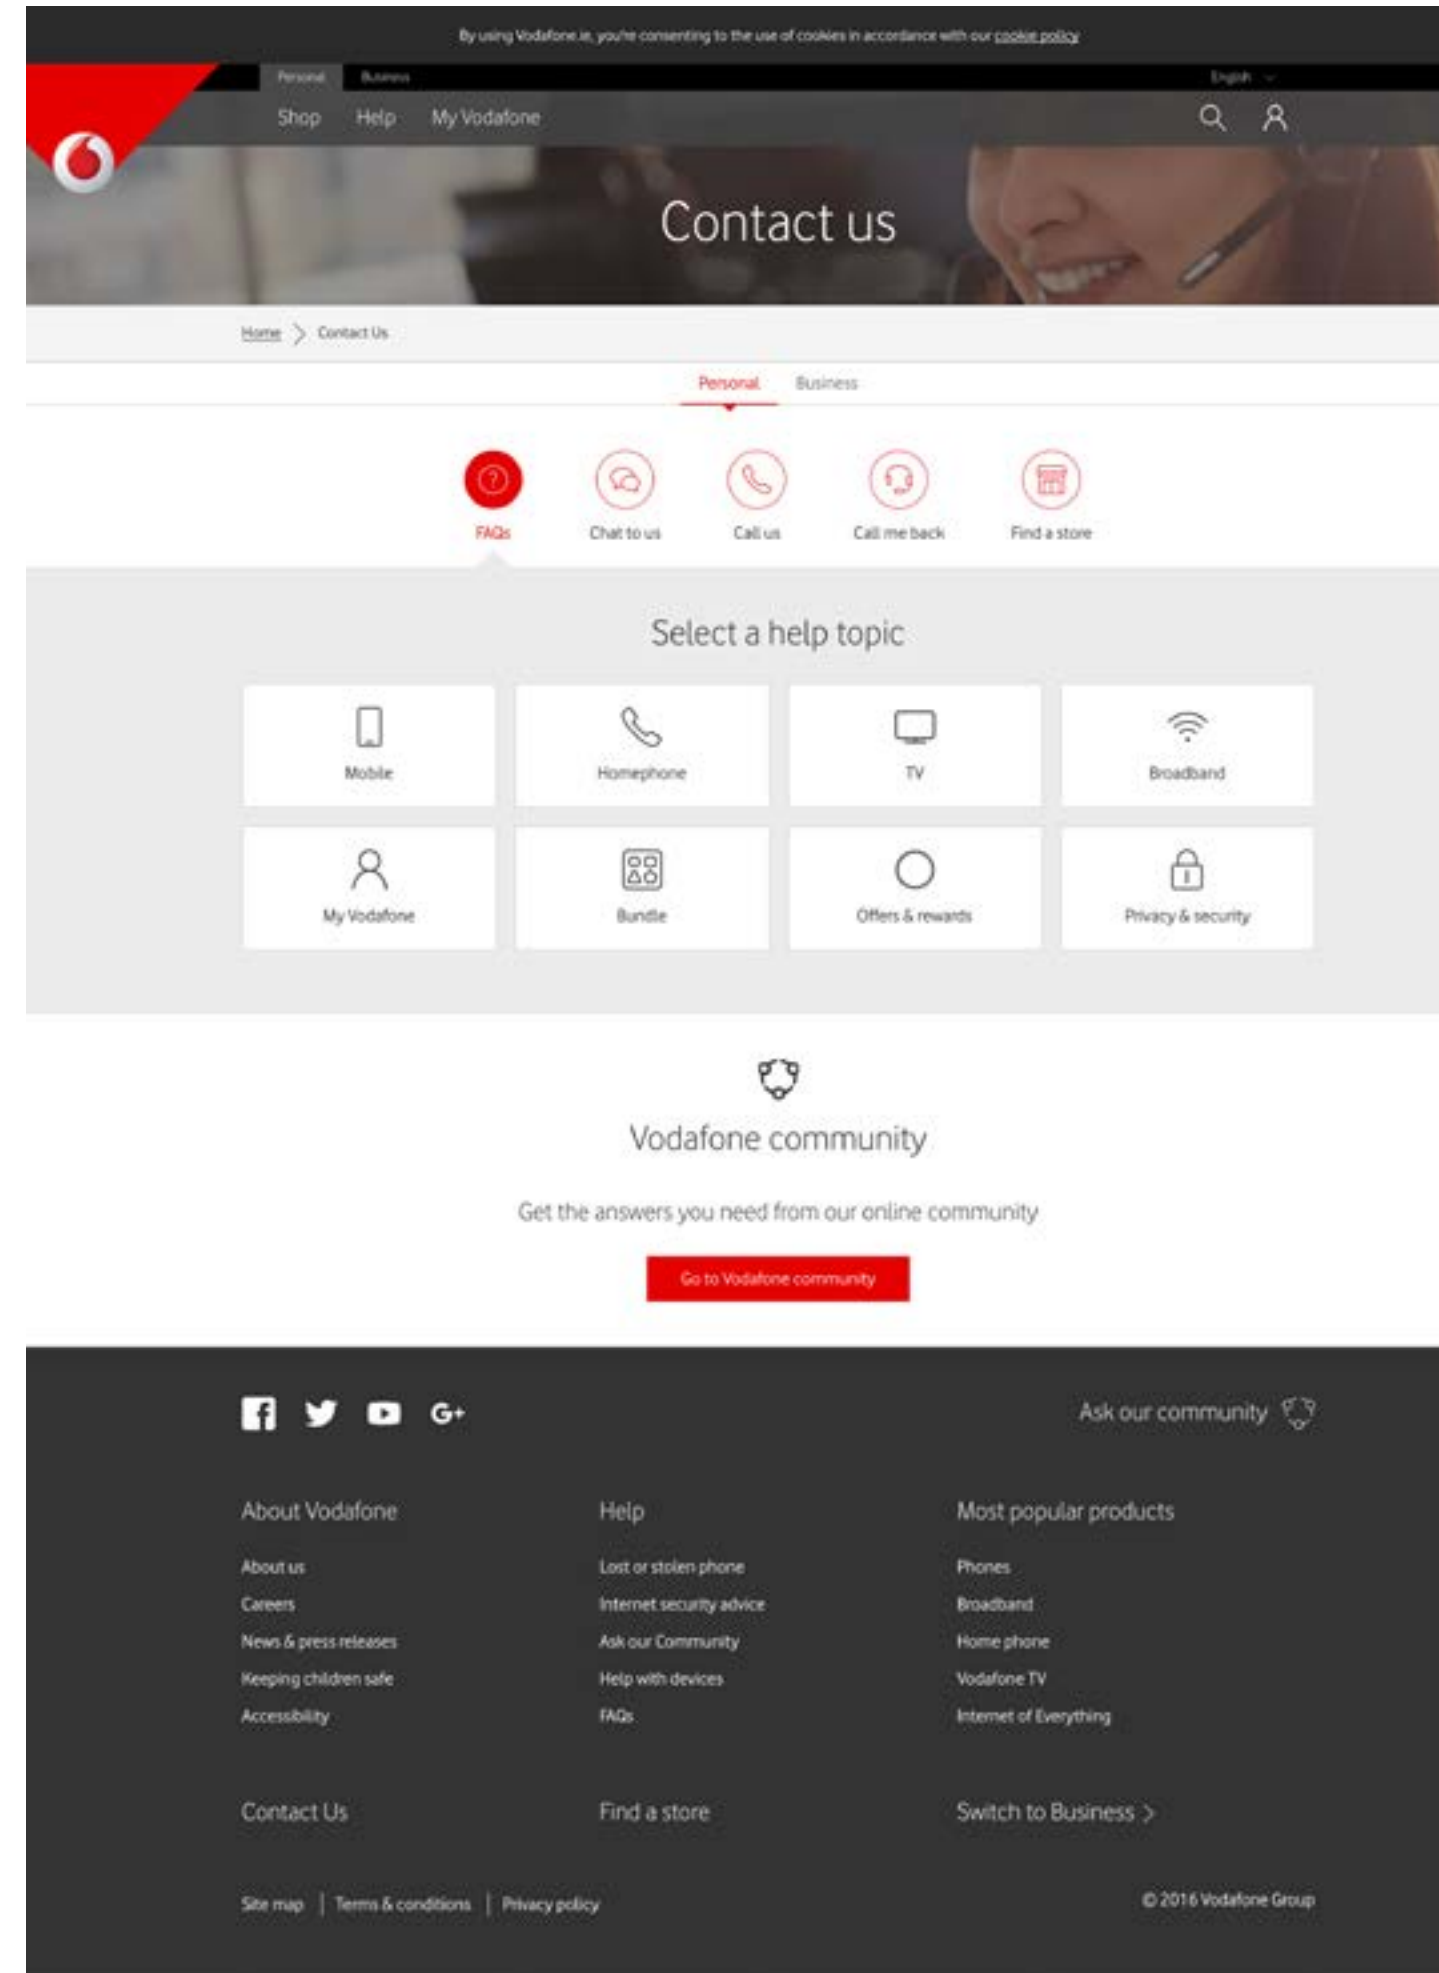 By using Vodafone.ie, you're consenting to the use of cookies in accordance with our cookie policy
Personal Business English
Shop Help My Vodafone
Contact us
Home > Contact Us
Personal Business
?
FAQs Chat to us Call us Call me back Find a store
Select a help topic
Mobile Homephone TV Broadband
My Vodafone Bundle Offers & rewards Privacy & security
Vodafone community
Get the answers you need from our online community
Go to Vodafone community
G+ Ask our community
About Vodafone Help Most popular products
About us Lost or stolen phone Phones
Careers Internet security advice Broadband
News & press releases Ask our Community Home phone
Keeping children safe Help with devices Vodafone TV
Accessibility FAQs Internet of Everything
Contact Us Find a store Switch to Business >
Site map | Terms & conditions | Privacy policy © 2016 Vodafone Group